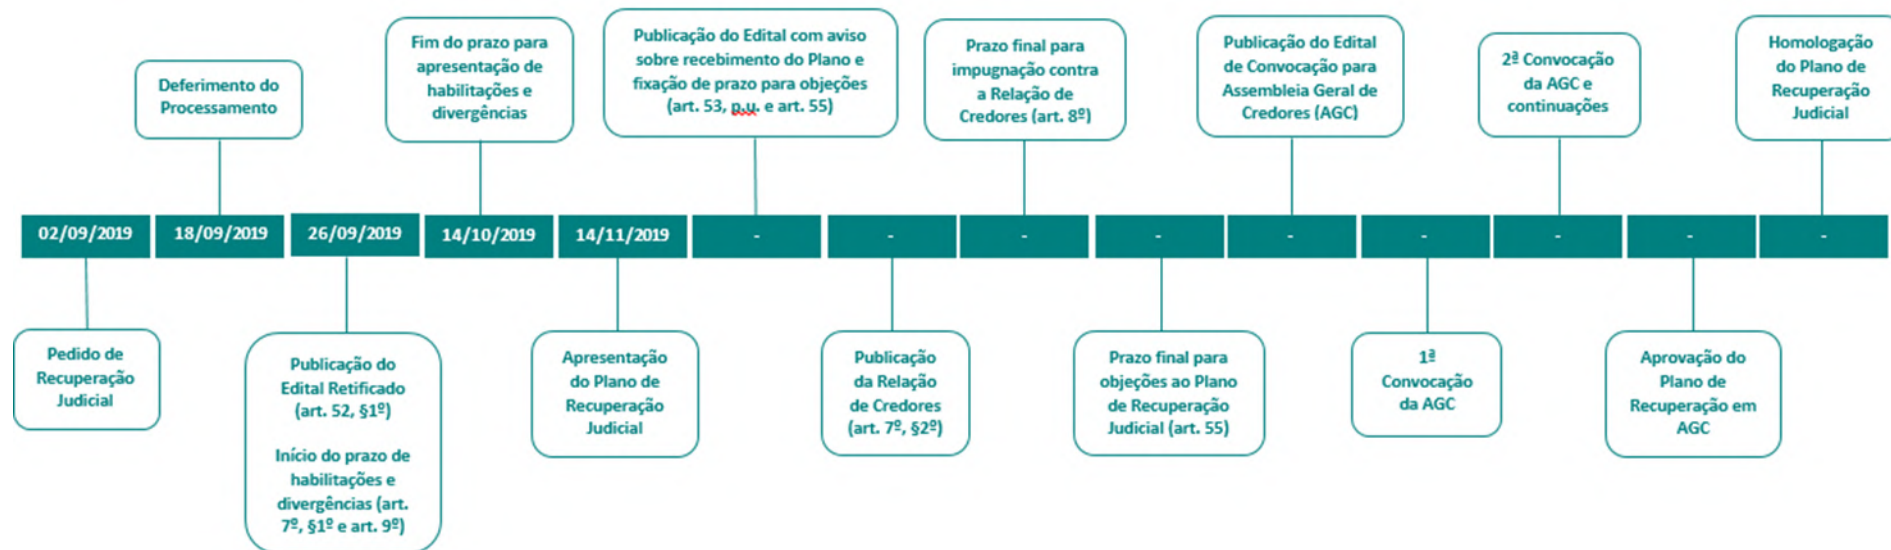 Deferimento do
Processamento
Fim do prazo para
apresentação de
habilitações e
divergências
Publicação do Edital com aviso
sobre recebimento do Plano e
fixação de prazo para objeções
(art. 53, p.u. e art. 55)
Prazo final para
impugnação contra
a Relação de
Credores (art. 8º)
Publicação do Edital
de Convocação para
Assembleia Geral de
Credores (AGC)
2ª Convocação
da AGC e
continuações
Homologação
do Plano de
Recuperação
Judicial
02/09/2019 18/09/2019 26/09/2019 14/10/2019 14/11/2019 - - - - - - - - -
Pedido de
Recuperação
Judicial
Publicação do
Edital Retificado
(art. 52, §1º)
Início do prazo de
habilitações e
divergências (art.
7º, §1º e art. 9º)
Apresentação
do Plano de
Recuperação
Judicial
Publicação
da Relação
de Credores
(art. 7º, §2º)
Prazo final para
objeções ao Plano
de Recuperação
Judicial (art. 55)
1ª
Convocação
da AGC
Aprovação do
Plano de
Recuperação em
AGC